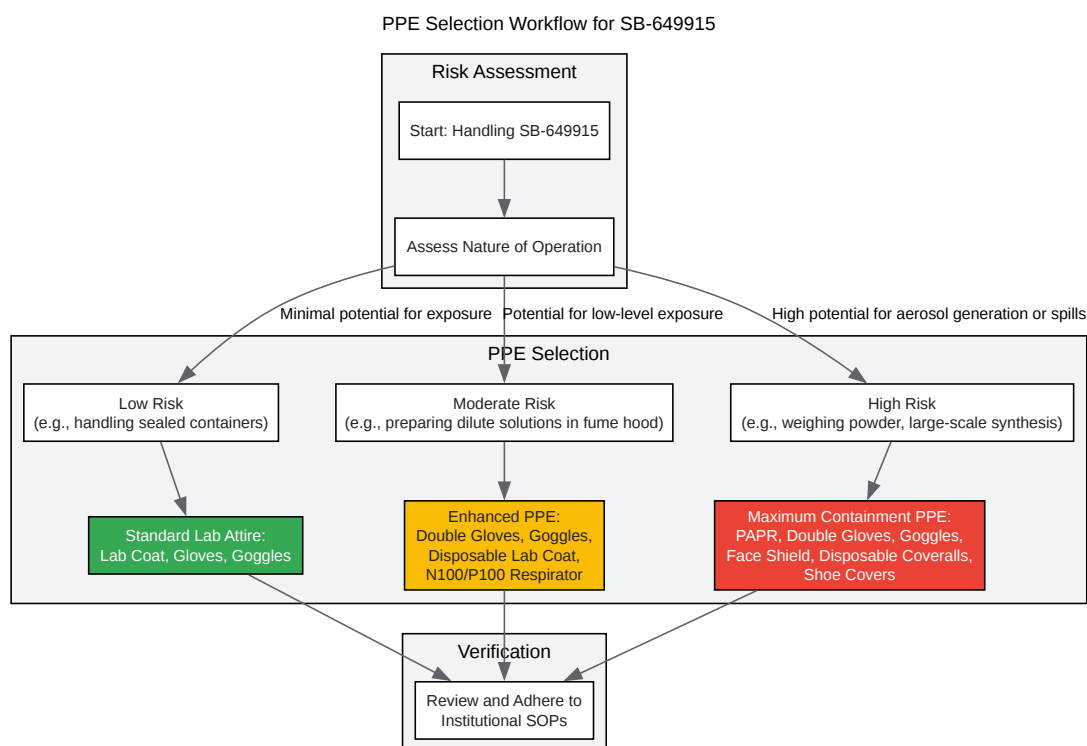 PPE Selection Workflow for SB-649915
Risk Assessment
Start: Handling SB-649915
Assess Nature of Operation
Minimal potential for exposure
Potential for low-level exposure
High potential for aerosol generation or spills
PPE Selection
Low Risk
(e.g., handling sealed containers)
Moderate Risk
(e.g., preparing dilute solutions in fume hood)
High Risk
(e.g., weighing powder, large-scale synthesis)
Standard Lab Attire:
Lab Coat, Gloves, Goggles
Enhanced PPE:
Double Gloves, Goggles,
Disposable Lab Coat,
N100/P100 Respirator
Maximum Containment PPE:
PAPR, Double Gloves, Goggles,
Face Shield, Disposable Coveralls,
Shoe Covers
Verification
Review and Adhere to
Institutional SOPs